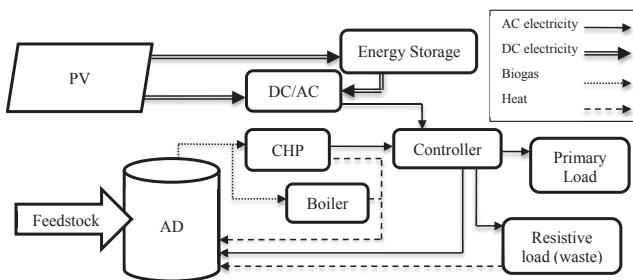 AC electricity
DC electricity
Biogas
Heat
Energy Storage
PV
DC/AC
CHP
Controller
Primary
Load
Boiler
Feedstock
AD
Resistive
load (waste)